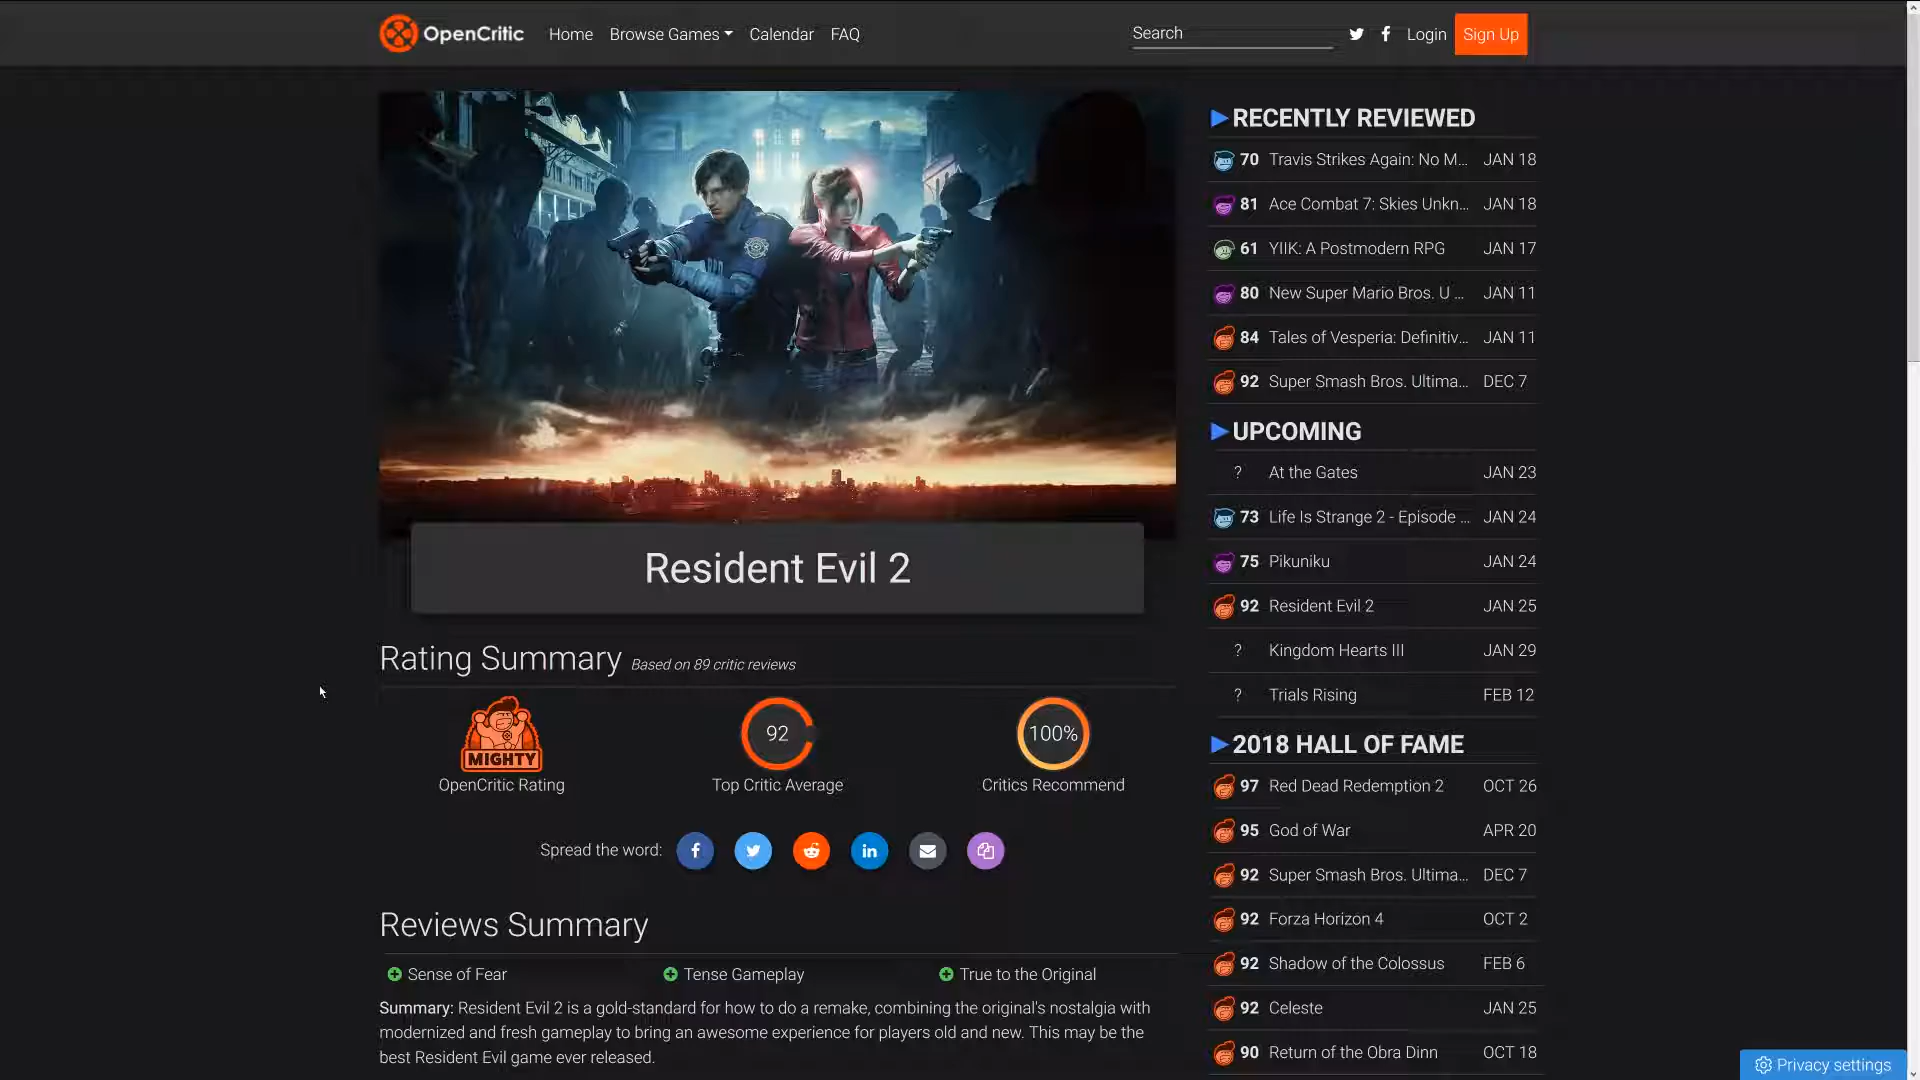 OpenCritic Home Browse Games Calendar FAQ Search Login Sign Up
Resident Evil 2
Rating Summary Based on 89 critic reviews
MIGHTY
OpenCritic Rating
92
Top Critic Average
100%
Critics Recommend
Spread the word:
Reviews Summary
Sense of Fear Tense Gameplay True to the Original
Summary: Resident Evil 2 is a gold-standard for how to do a remake, combining the original's nostalgia with
modernized and fresh gameplay to bring an awesome experience for players old and new. This may be the
best Resident Evil game ever released.
RECENTLY REVIEWED
70 Travis Strikes Again: No M... JAN 18
81 Ace Combat 7: Skies Unkn... JAN 18
61 YIIK: A Postmodern RPG JAN 17
80 New Super Mario Bros. U ... JAN 11
84 Tales of Vesperia: Definitiv... JAN 11
92 Super Smash Bros. Ultima... DEC 7
UPCOMING
? At the Gates JAN 23
73 Life Is Strange 2 - Episode ... JAN 24
75 Pikuniku JAN 24
92 Resident Evil 2 JAN 25
? Kingdom Hearts III JAN 29
? Trials Rising FEB 12
2018 HALL OF FAME
97 Red Dead Redemption 2 OCT 26
95 God of War APR 20
92 Super Smash Bros. Ultima... DEC 7
92 Forza Horizon 4 OCT 2
92 Shadow of the Colossus FEB 6
92 Celeste JAN 25
90 Return of the Obra Dinn OCT 18
Privacy settings